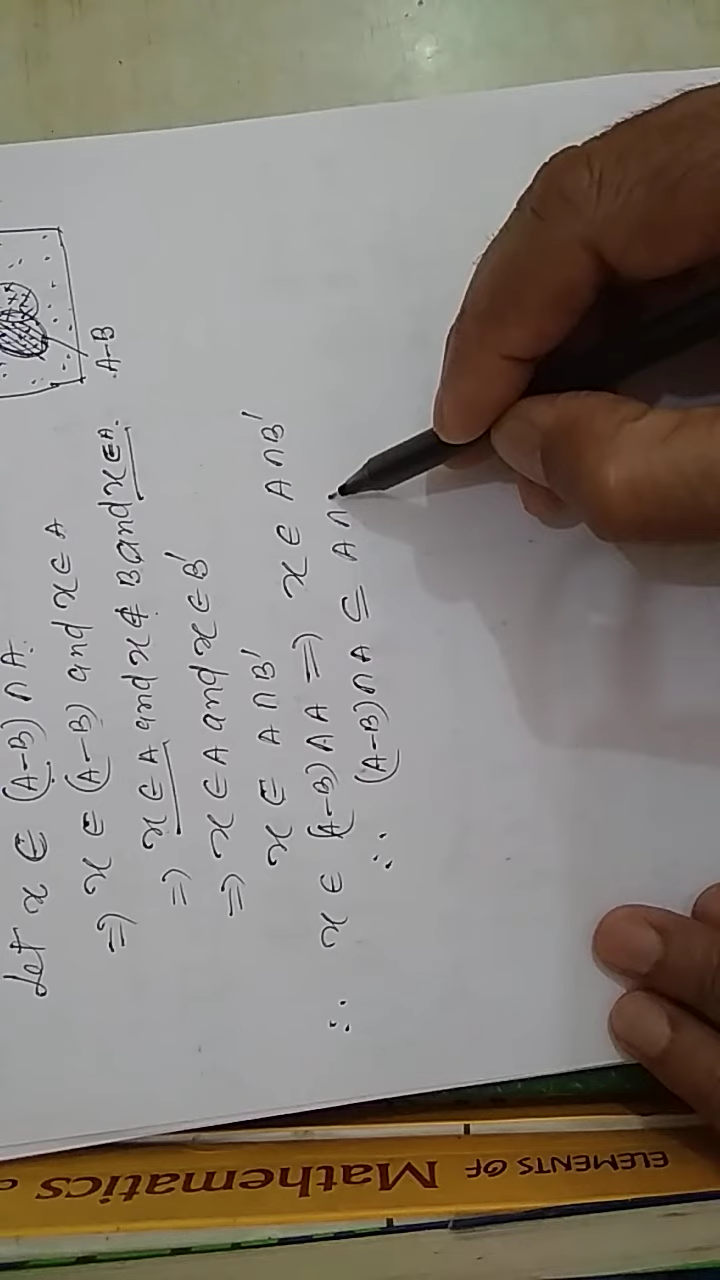 A-B
Let x ∈ (A-B) ∩ A.
⇒ x ∈ (A-B) and x ∈ A
⇒ x ∈ A and x ∉ B and x ∈ A.
⇒ x ∈ A and x ∈ B'
x ∈ A ∩ B'
∴ x ∈ (A-B) ∩ A ⇒ x ∈ A ∩ B'
∴ (A-B) ∩ A ⊆ A ∩
ELEMENTS OF Mathematics